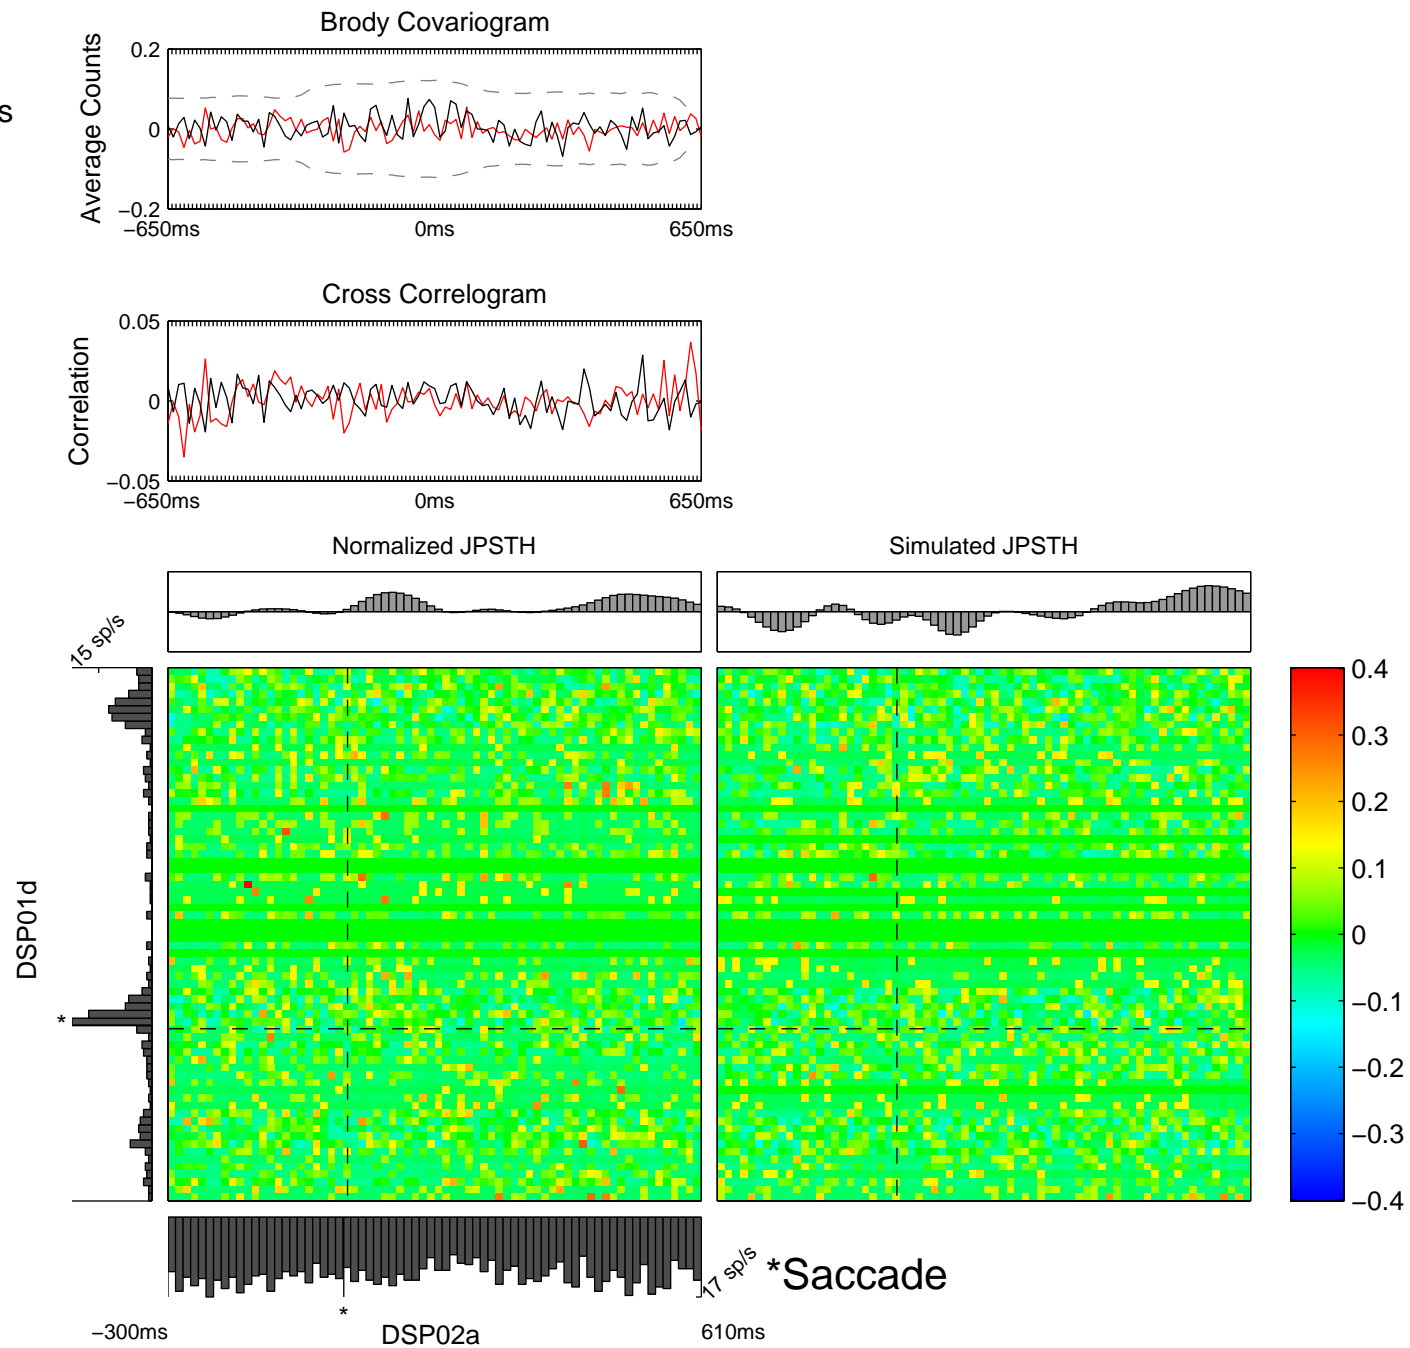 Brody Covariogram
s
Average Counts
0.2
0
−0.2
−650ms 0ms 650ms
Cross Correlogram
Correlation
0.05
0
−0.05
−650ms 0ms 650ms
Normalized JPSTH
Simulated JPSTH
15 sp/s
DSP01d
*
0.4
0.3
0.2
0.1
0
−0.1
−0.2
−0.3
−0.4
17 sp/s
*Saccade
*
−300ms DSP02a 610ms